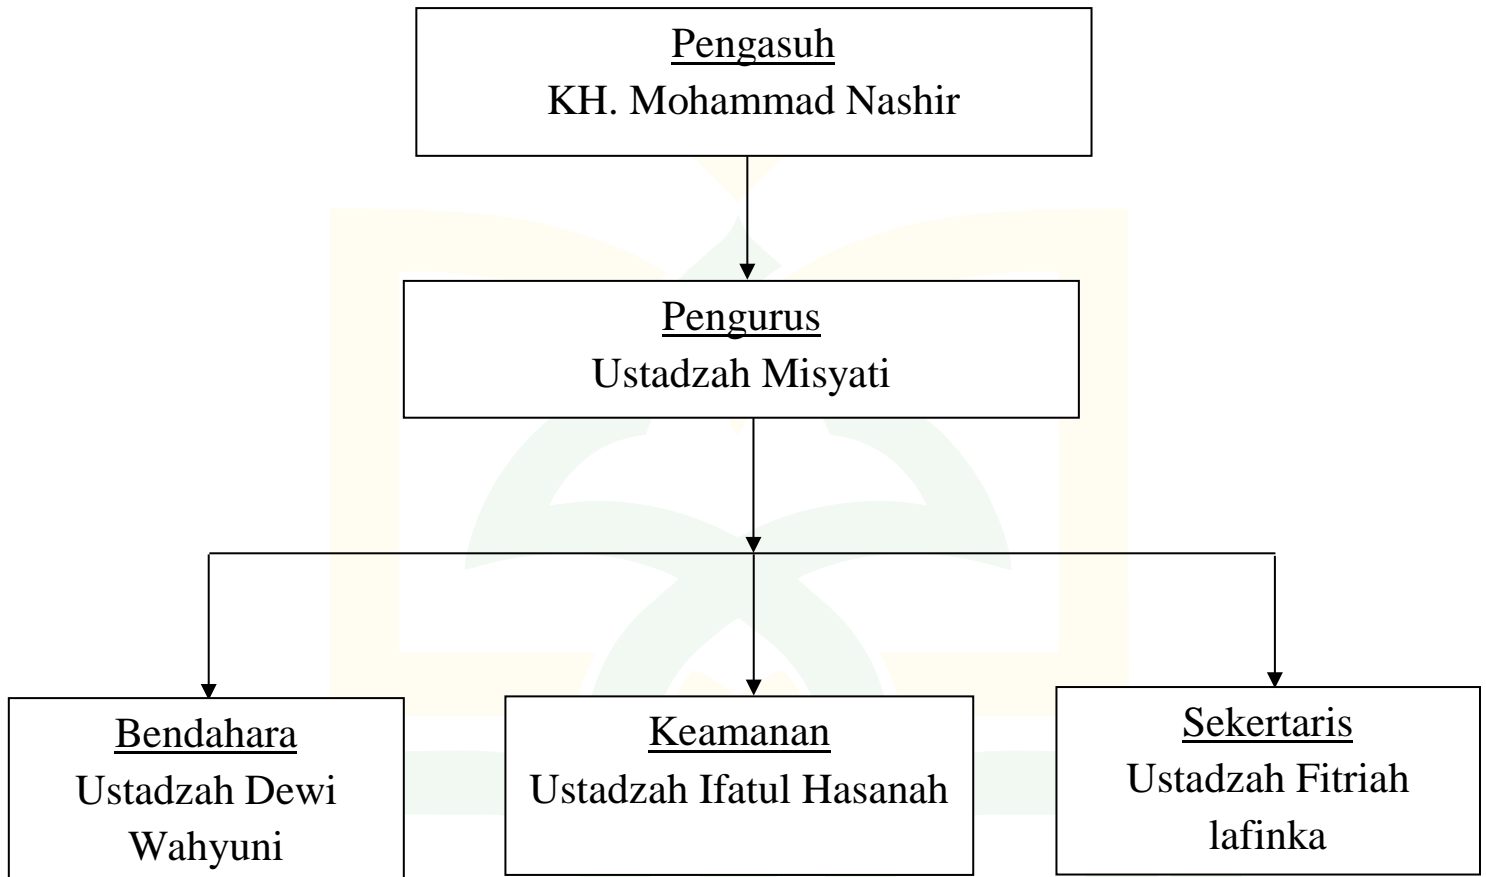 Pengasuh
KH. Mohammad Nashir
Pengurus
Ustadzah Misyati
Bendahara
Ustadzah Dewi
Wahyuni
Keamanan
Ustadzah Ifatul Hasanah
Sekertaris
Ustadzah Fitriah
lafinka